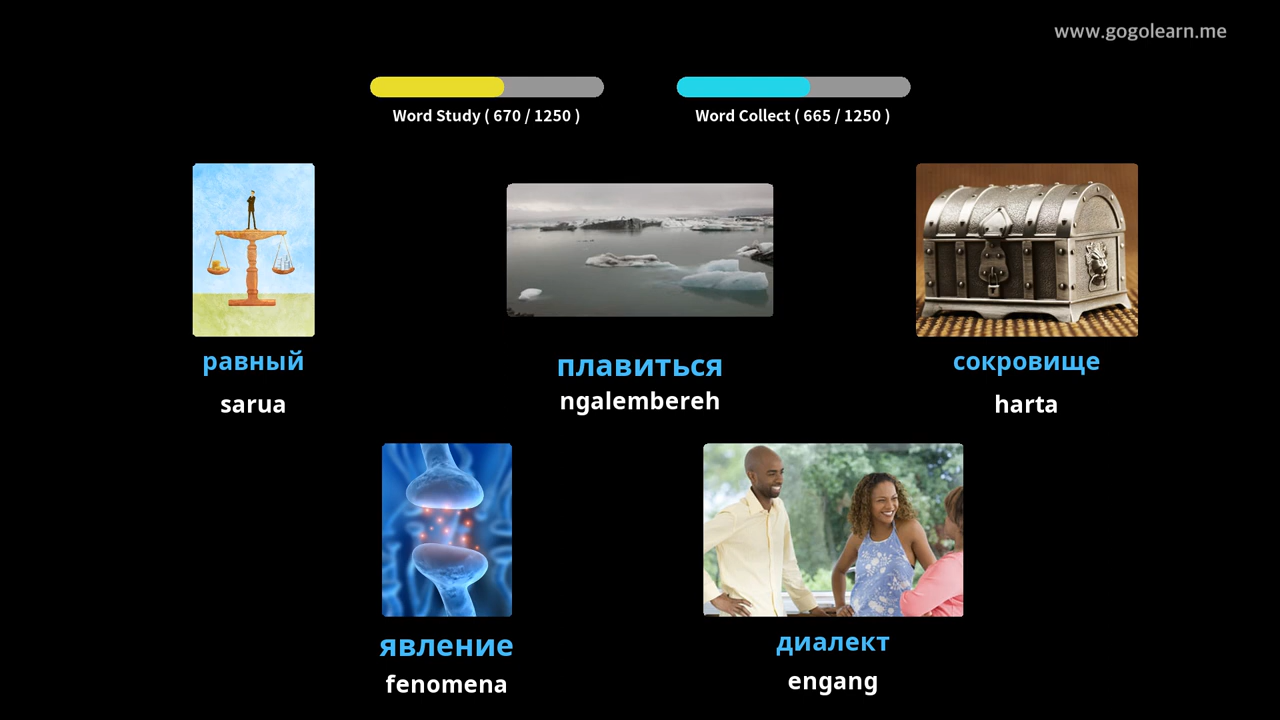 www.gogolearn.me
Word Study ( 670 / 1250 )
Word Collect ( 665 / 1250 )
равный
sarua
плавиться
ngalembereh
сокровище
harta
явление
fenomena
диалект
engang